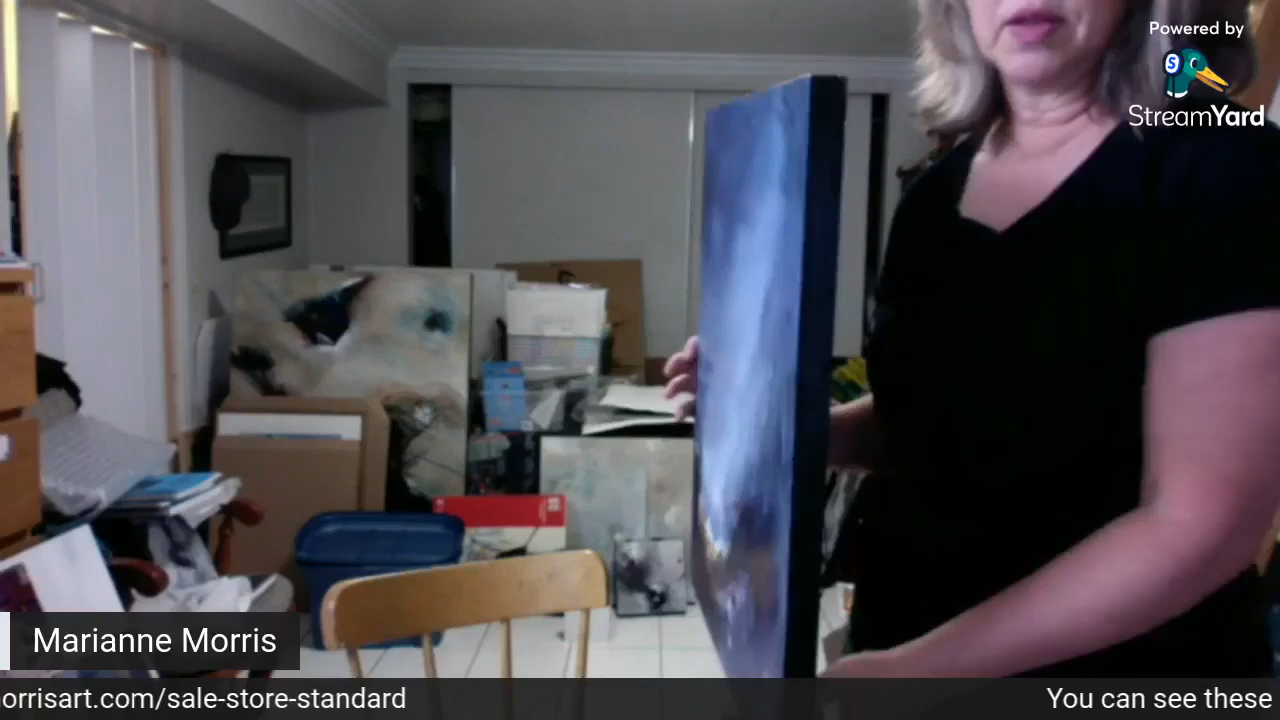 Powered by
StreamYard
Marianne Morris
orrisart.com/sale-store-standard
You can see these